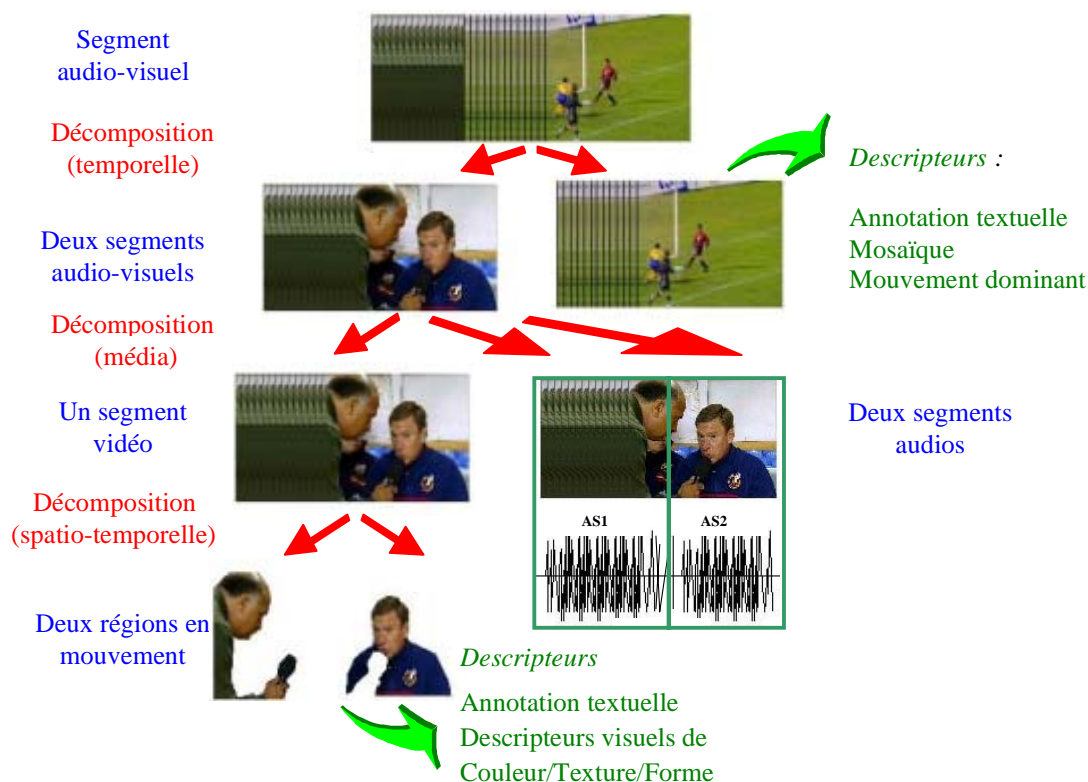 Segment
audio-visuel
Décomposition
(temporelle)
Descripteurs :
Annotation textuelle
Mosaïque
Mouvement dominant
Deux segments
audio-visuels
Décomposition
(média)
Un segment
vidéo
Deux segments
audios
Décomposition
(spatio-temporelle)
AS1
AS2
Deux régions en
mouvement
Descripteurs
Annotation textuelle
Descripteurs visuels de
Couleur/Texture/Forme